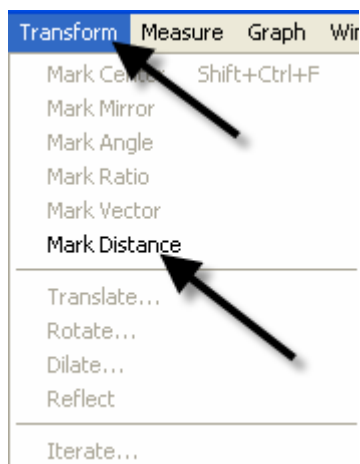 Transform Measure Graph
Mark Shift+Ctrl+F
Mark Mirror
Mark Angle
Mark Ratio
Mark Vector
Mark Distance
Translate...
Rotate...
Dilate...
Reflect
Iterate...